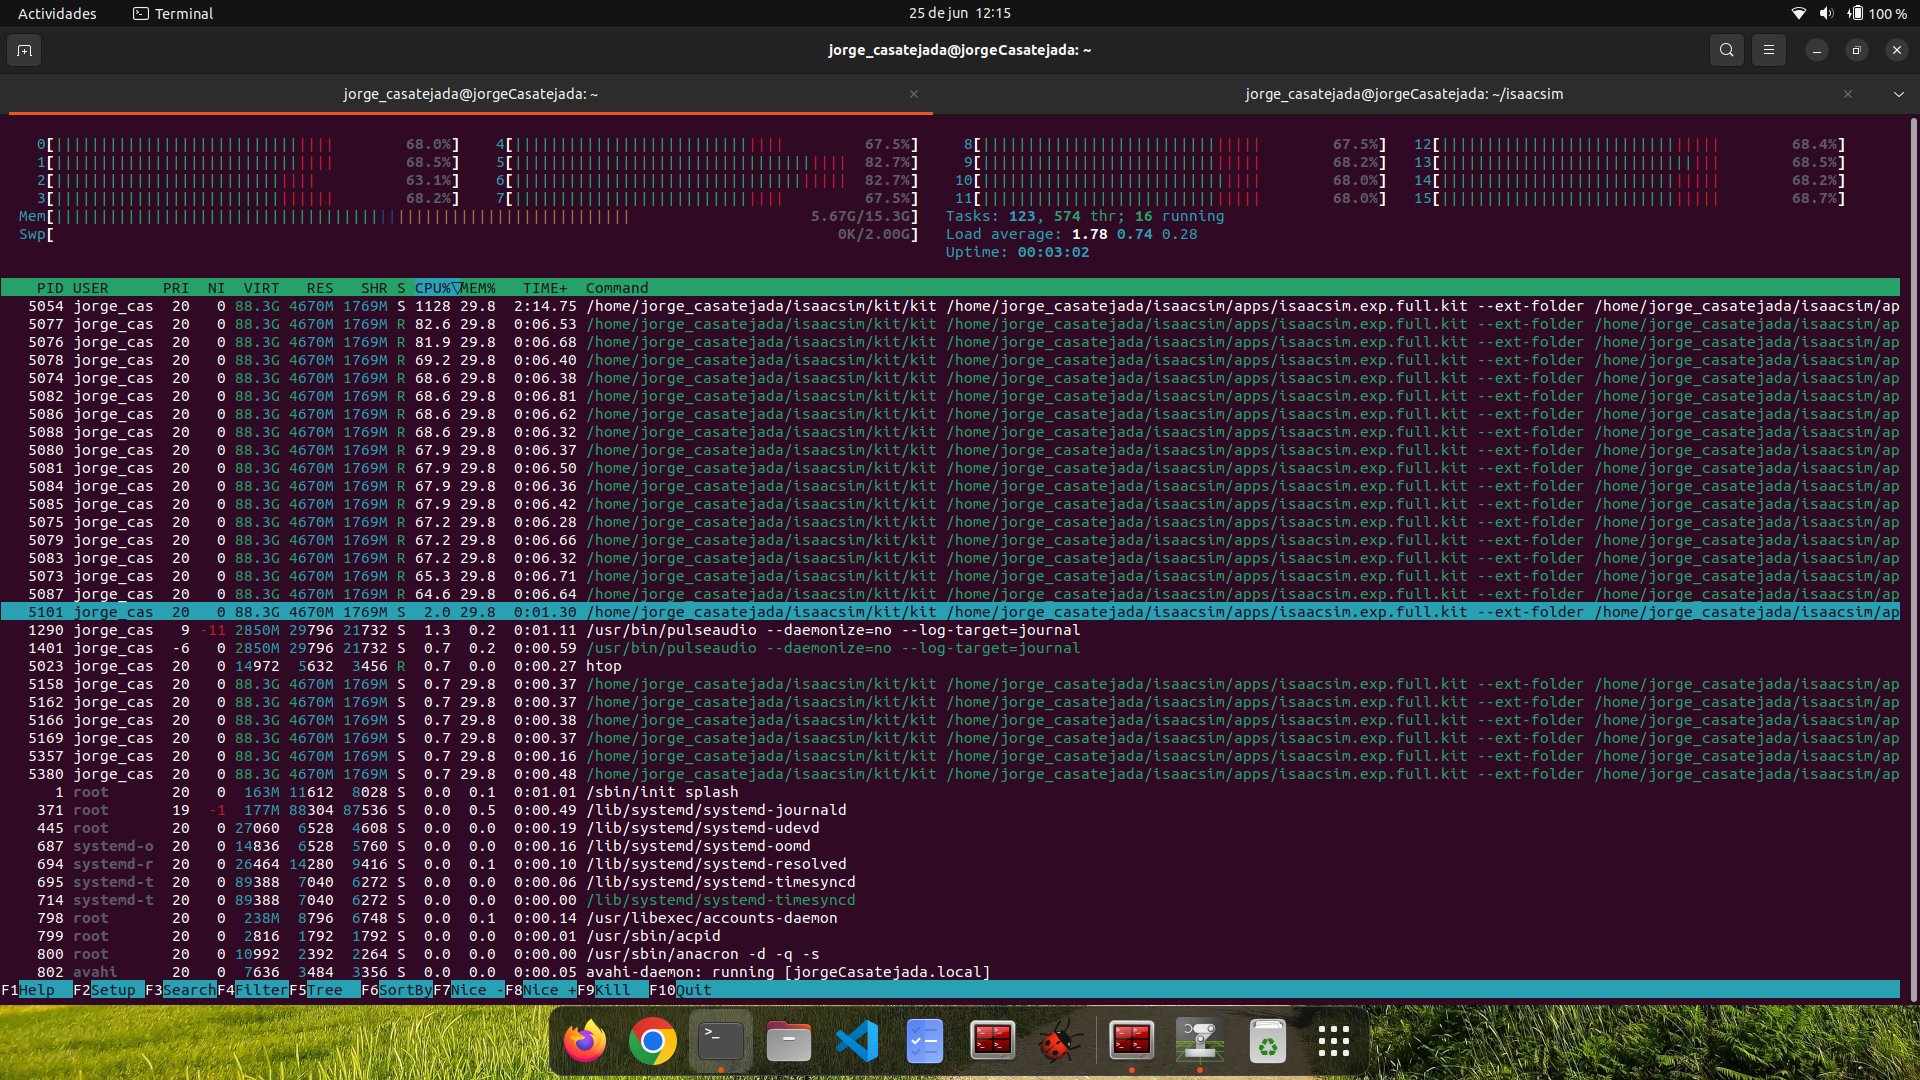 Actividades Terminal 25 de jun 12:15 100 %
jorge_casatejada@jorgeCasatejada: ~
jorge_casatejada@jorgeCasatejada: ~ jorge_casatejada@jorgeCasatejada: ~/isaacsim
0[ 68.0%] 4[ 67.5%] 8[ 67.5%] 12[ 68.4%]
1[ 68.5%] 5[ 82.7%] 9[ 68.2%] 13[ 68.5%]
2[ 63.1%] 6[ 82.7%] 10[ 68.0%] 14[ 68.2%]
3[ 68.2%] 7[ 67.5%] 11[ 68.0%] 15[ 68.7%]
Mem[ 5.67G/15.3G] Tasks: 123, 574 thr; 16 running
Swp[ 0K/2.00G] Load average: 1.78 0.74 0.28
Uptime: 00:03:02
PID USER PRI NI VIRT RES SHR S CPU%▽MEM% TIME+ Command
5054 jorge_cas 20 0 88.3G 4670M 1769M S 1128 29.8 2:14.75 /home/jorge_casatejada/isaacsim/kit/kit /home/jorge_casatejada/isaacsim/apps/isaacsim.exp.full.kit --ext-folder /home/jorge_casatejada/isaacsim/ap
5077 jorge_cas 20 0 88.3G 4670M 1769M R 82.6 29.8 0:06.53 /home/jorge_casatejada/isaacsim/kit/kit /home/jorge_casatejada/isaacsim/apps/isaacsim.exp.full.kit --ext-folder /home/jorge_casatejada/isaacsim/ap
5076 jorge_cas 20 0 88.3G 4670M 1769M R 81.9 29.8 0:06.68 /home/jorge_casatejada/isaacsim/kit/kit /home/jorge_casatejada/isaacsim/apps/isaacsim.exp.full.kit --ext-folder /home/jorge_casatejada/isaacsim/ap
5078 jorge_cas 20 0 88.3G 4670M 1769M R 69.2 29.8 0:06.40 /home/jorge_casatejada/isaacsim/kit/kit /home/jorge_casatejada/isaacsim/apps/isaacsim.exp.full.kit --ext-folder /home/jorge_casatejada/isaacsim/ap
5074 jorge_cas 20 0 88.3G 4670M 1769M R 68.6 29.8 0:06.38 /home/jorge_casatejada/isaacsim/kit/kit /home/jorge_casatejada/isaacsim/apps/isaacsim.exp.full.kit --ext-folder /home/jorge_casatejada/isaacsim/ap
5082 jorge_cas 20 0 88.3G 4670M 1769M R 68.6 29.8 0:06.81 /home/jorge_casatejada/isaacsim/kit/kit /home/jorge_casatejada/isaacsim/apps/isaacsim.exp.full.kit --ext-folder /home/jorge_casatejada/isaacsim/ap
5086 jorge_cas 20 0 88.3G 4670M 1769M R 68.6 29.8 0:06.62 /home/jorge_casatejada/isaacsim/kit/kit /home/jorge_casatejada/isaacsim/apps/isaacsim.exp.full.kit --ext-folder /home/jorge_casatejada/isaacsim/ap
5088 jorge_cas 20 0 88.3G 4670M 1769M R 68.6 29.8 0:06.32 /home/jorge_casatejada/isaacsim/kit/kit /home/jorge_casatejada/isaacsim/apps/isaacsim.exp.full.kit --ext-folder /home/jorge_casatejada/isaacsim/ap
5080 jorge_cas 20 0 88.3G 4670M 1769M R 67.9 29.8 0:06.37 /home/jorge_casatejada/isaacsim/kit/kit /home/jorge_casatejada/isaacsim/apps/isaacsim.exp.full.kit --ext-folder /home/jorge_casatejada/isaacsim/ap
5081 jorge_cas 20 0 88.3G 4670M 1769M R 67.9 29.8 0:06.50 /home/jorge_casatejada/isaacsim/kit/kit /home/jorge_casatejada/isaacsim/apps/isaacsim.exp.full.kit --ext-folder /home/jorge_casatejada/isaacsim/ap
5084 jorge_cas 20 0 88.3G 4670M 1769M R 67.9 29.8 0:06.36 /home/jorge_casatejada/isaacsim/kit/kit /home/jorge_casatejada/isaacsim/apps/isaacsim.exp.full.kit --ext-folder /home/jorge_casatejada/isaacsim/ap
5085 jorge_cas 20 0 88.3G 4670M 1769M R 67.9 29.8 0:06.42 /home/jorge_casatejada/isaacsim/kit/kit /home/jorge_casatejada/isaacsim/apps/isaacsim.exp.full.kit --ext-folder /home/jorge_casatejada/isaacsim/ap
5075 jorge_cas 20 0 88.3G 4670M 1769M R 67.2 29.8 0:06.28 /home/jorge_casatejada/isaacsim/kit/kit /home/jorge_casatejada/isaacsim/apps/isaacsim.exp.full.kit --ext-folder /home/jorge_casatejada/isaacsim/ap
5079 jorge_cas 20 0 88.3G 4670M 1769M R 67.2 29.8 0:06.66 /home/jorge_casatejada/isaacsim/kit/kit /home/jorge_casatejada/isaacsim/apps/isaacsim.exp.full.kit --ext-folder /home/jorge_casatejada/isaacsim/ap
5083 jorge_cas 20 0 88.3G 4670M 1769M R 67.2 29.8 0:06.32 /home/jorge_casatejada/isaacsim/kit/kit /home/jorge_casatejada/isaacsim/apps/isaacsim.exp.full.kit --ext-folder /home/jorge_casatejada/isaacsim/ap
5073 jorge_cas 20 0 88.3G 4670M 1769M R 65.3 29.8 0:06.71 /home/jorge_casatejada/isaacsim/kit/kit /home/jorge_casatejada/isaacsim/apps/isaacsim.exp.full.kit --ext-folder /home/jorge_casatejada/isaacsim/ap
5087 jorge_cas 20 0 88.3G 4670M 1769M R 64.6 29.8 0:06.64 /home/jorge_casatejada/isaacsim/kit/kit /home/jorge_casatejada/isaacsim/apps/isaacsim.exp.full.kit --ext-folder /home/jorge_casatejada/isaacsim/ap
5101 jorge_cas 20 0 88.3G 4670M 1769M S 2.0 29.8 0:01.30 /home/jorge_casatejada/isaacsim/kit/kit /home/jorge_casatejada/isaacsim/apps/isaacsim.exp.full.kit --ext-folder /home/jorge_casatejada/isaacsim/ap
1290 jorge_cas 9 -11 2850M 29796 21732 S 1.3 0.2 0:01.11 /usr/bin/pulseaudio --daemonize=no --log-target=journal
1401 jorge_cas -6 0 2850M 29796 21732 S 0.7 0.2 0:00.59 /usr/bin/pulseaudio --daemonize=no --log-target=journal
5023 jorge_cas 20 0 14972 5632 3456 R 0.7 0.0 0:00.27 htop
5158 jorge_cas 20 0 88.3G 4670M 1769M S 0.7 29.8 0:00.37 /home/jorge_casatejada/isaacsim/kit/kit /home/jorge_casatejada/isaacsim/apps/isaacsim.exp.full.kit --ext-folder /home/jorge_casatejada/isaacsim/ap
5162 jorge_cas 20 0 88.3G 4670M 1769M S 0.7 29.8 0:00.37 /home/jorge_casatejada/isaacsim/kit/kit /home/jorge_casatejada/isaacsim/apps/isaacsim.exp.full.kit --ext-folder /home/jorge_casatejada/isaacsim/ap
5166 jorge_cas 20 0 88.3G 4670M 1769M S 0.7 29.8 0:00.38 /home/jorge_casatejada/isaacsim/kit/kit /home/jorge_casatejada/isaacsim/apps/isaacsim.exp.full.kit --ext-folder /home/jorge_casatejada/isaacsim/ap
5169 jorge_cas 20 0 88.3G 4670M 1769M S 0.7 29.8 0:00.37 /home/jorge_casatejada/isaacsim/kit/kit /home/jorge_casatejada/isaacsim/apps/isaacsim.exp.full.kit --ext-folder /home/jorge_casatejada/isaacsim/ap
5357 jorge_cas 20 0 88.3G 4670M 1769M S 0.7 29.8 0:00.16 /home/jorge_casatejada/isaacsim/kit/kit /home/jorge_casatejada/isaacsim/apps/isaacsim.exp.full.kit --ext-folder /home/jorge_casatejada/isaacsim/ap
5380 jorge_cas 20 0 88.3G 4670M 1769M S 0.7 29.8 0:00.48 /home/jorge_casatejada/isaacsim/kit/kit /home/jorge_casatejada/isaacsim/apps/isaacsim.exp.full.kit --ext-folder /home/jorge_casatejada/isaacsim/ap
1 root 20 0 163M 11612 8028 S 0.0 0.1 0:01.01 /sbin/init splash
371 root 19 -1 177M 88304 87536 S 0.0 0.5 0:00.49 /lib/systemd/systemd-journald
445 root 20 0 27060 6528 4608 S 0.0 0.0 0:00.19 /lib/systemd/systemd-udevd
687 systemd-o 20 0 14836 6528 5760 S 0.0 0.0 0:00.16 /lib/systemd/systemd-oomd
694 systemd-r 20 0 26464 14280 9416 S 0.0 0.1 0:00.10 /lib/systemd/systemd-resolved
695 systemd-t 20 0 89388 7040 6272 S 0.0 0.0 0:00.06 /lib/systemd/systemd-timesyncd
714 systemd-t 20 0 89388 7040 6272 S 0.0 0.0 0:00.00 /lib/systemd/systemd-timesyncd
798 root 20 0 238M 8796 6748 S 0.0 0.1 0:00.14 /usr/libexec/accounts-daemon
799 root 20 0 2816 1792 1792 S 0.0 0.0 0:00.01 /usr/sbin/acpid
800 root 20 0 10992 2392 2264 S 0.0 0.0 0:00.00 /usr/sbin/anacron -d -q -s
802 avahi 20 0 7636 3484 3356 S 0.0 0.0 0:00.05 avahi-daemon: running [jorgeCasatejada.local]
F1Help F2Setup F3SearchF4FilterF5Tree F6SortByF7Nice -F8Nice +F9Kill F10Quit